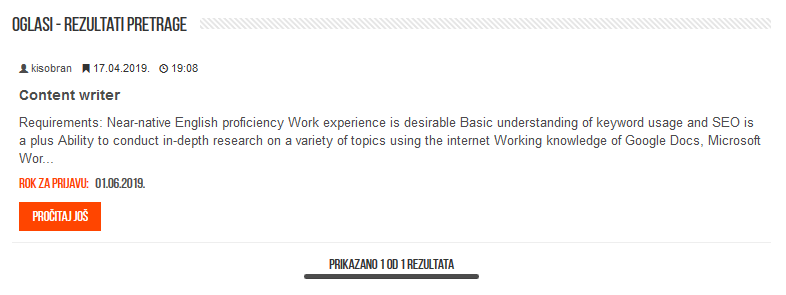 OGLASI - REZULTATI PRETRAGE
kisobran 17.04.2019. 19:08
Content writer
Requirements: Near-native English proficiency Work experience is desirable Basic understanding of keyword usage and SEO is
a plus Ability to conduct in-depth research on a variety of topics using the internet Working knowledge of Google Docs, Microsoft
Wor...
ROK ZA PRIJAVU: 01.06.2019.
PROČITAJ JOŠ
PRIKAZANO 1 OD 1 REZULTATA